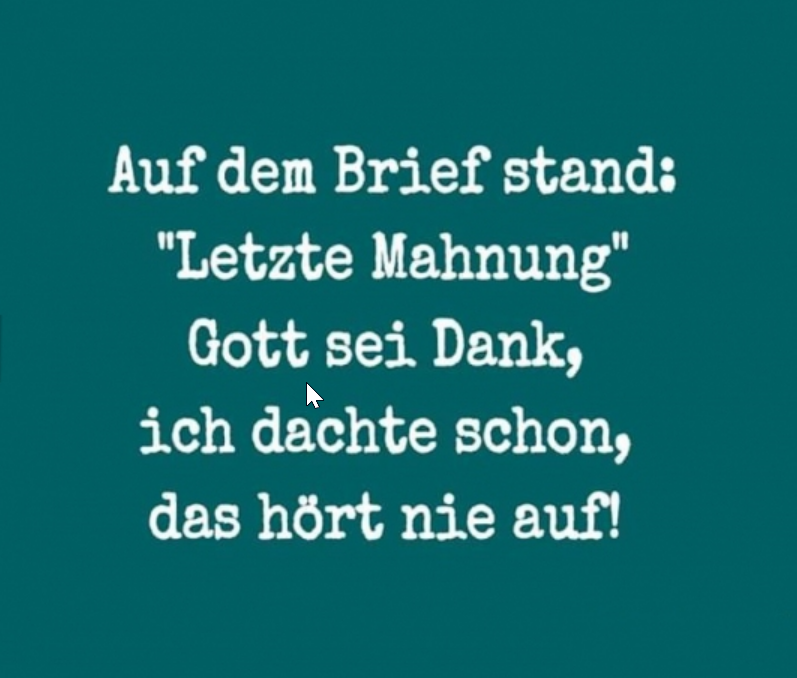 Auf dem Brief stand:
"Letzte Mahnung"
Gott sei Dank,
ich dachte schon,
das hört nie auf!